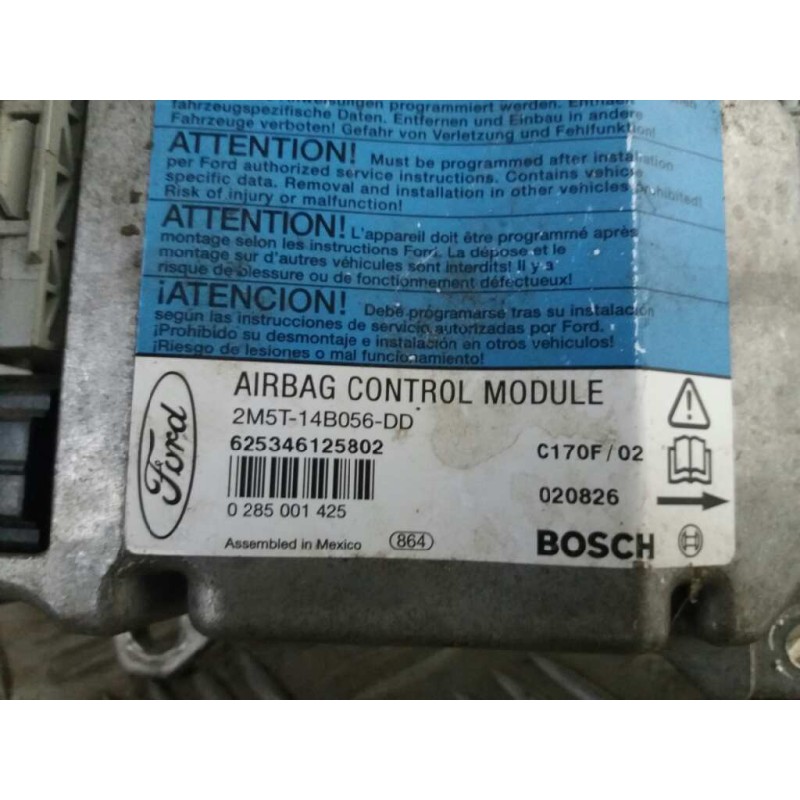 programmiert werden.
fahrzeugspezifische Daten. Entfernen und Einbau in andere
Fahrzeuge verboten! Gefahr von Verletzung und Fehlfunktion!
ATTENTION! Must be programmed after installation
per Ford authorized service instructions. Contains vehicle
specific data. Removal and installation in other vehicles prohibited!
Risk of injury or malfunction!
ATTENTION! L'appareil doit être programmé après
montage selon les instructions Ford. La dépose et le
montage sur d'autres véhicules sont interdits! Il y a
risque de blessure ou de fonctionnement défectueux!
¡ATENCION! Debe programarse tras su instalación
según las instrucciones de servicio autorizadas por Ford.
¡Prohibido su desmontaje e instalación en otros vehiculos!
¡Riesgo de lesiones o mal funcionamiento!
Ford
AIRBAG CONTROL MODULE
2M5T-14B056-DD
625346125802
C170F/02
020826
0 285 001 425
Assembled in Mexico
864
BOSCH